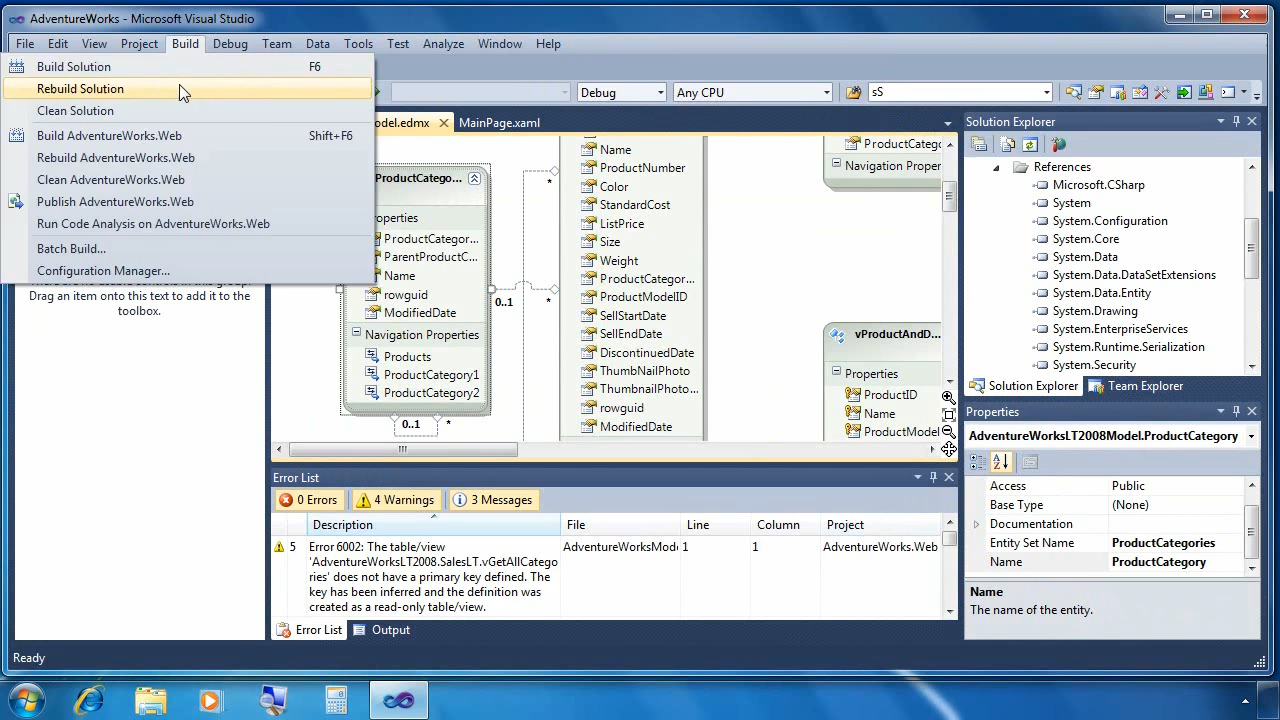 AdventureWorks - Microsoft Visual Studio
File Edit View Project Build Debug Team Data Tools Test Analyze Window Help
Build Solution F6
Rebuild Solution
Clean Solution
Build AdventureWorks.Web Shift+F6
Rebuild AdventureWorks.Web
Clean AdventureWorks.Web
Publish AdventureWorks.Web
Run Code Analysis on AdventureWorks.Web
Batch Build...
Configuration Manager...
Debug Any CPU sS
odel.edmx MainPage.xaml
Drag an item onto this text to add it to the
toolbox.
ProductCatego...
roperties
ProductCategor...
ParentProductC...
Name
rowguid
ModifiedDate
Navigation Properties
Products
ProductCategory1
ProductCategory2
0..1 *
*
0..1
*
Name
ProductNumber
Color
StandardCost
ListPrice
Size
Weight
ProductCategor...
ProductModelID
SellStartDate
SellEndDate
DiscontinuedDate
ThumbNailPhoto
ThumbnailPhoto...
rowguid
ModifiedDate
ProductCatego
Navigation Proper
vProductAndD...
Properties
ProductID
Name
ProductModel
Solution Explorer
References
Microsoft.CSharp
System
System.Configuration
System.Core
System.Data
System.Data.DataSetExtensions
System.Data.Entity
System.Drawing
System.EnterpriseServices
System.Runtime.Serialization
System.Security
Solution Explorer Team Explorer
Properties
AdventureWorksLT2008Model.ProductCategory
Access Public
Base Type (None)
Documentation
Entity Set Name ProductCategories
Name ProductCategory
Name
The name of the entity.
Error List
0 Errors 4 Warnings 3 Messages
Description File Line Column Project
5 Error 6002: The table/view AdventureWorksMode 1 1 AdventureWorks.Web
'AdventureWorksLT2008.SalesLT.vGetAllCatego
ries' does not have a primary key defined. The
key has been inferred and the definition was
created as a read-only table/view.
Error List Output
Ready